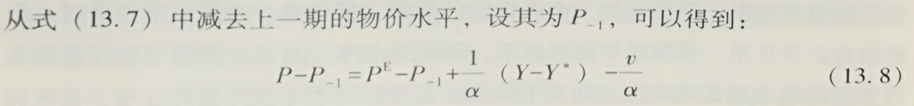 从式（13.7）中减去上一期的物价水平，设其为 P₋₁，可以得到：
P−P₋₁=Pᴱ−P₋₁+1/α (Y−Y*) −v/α (13.8)